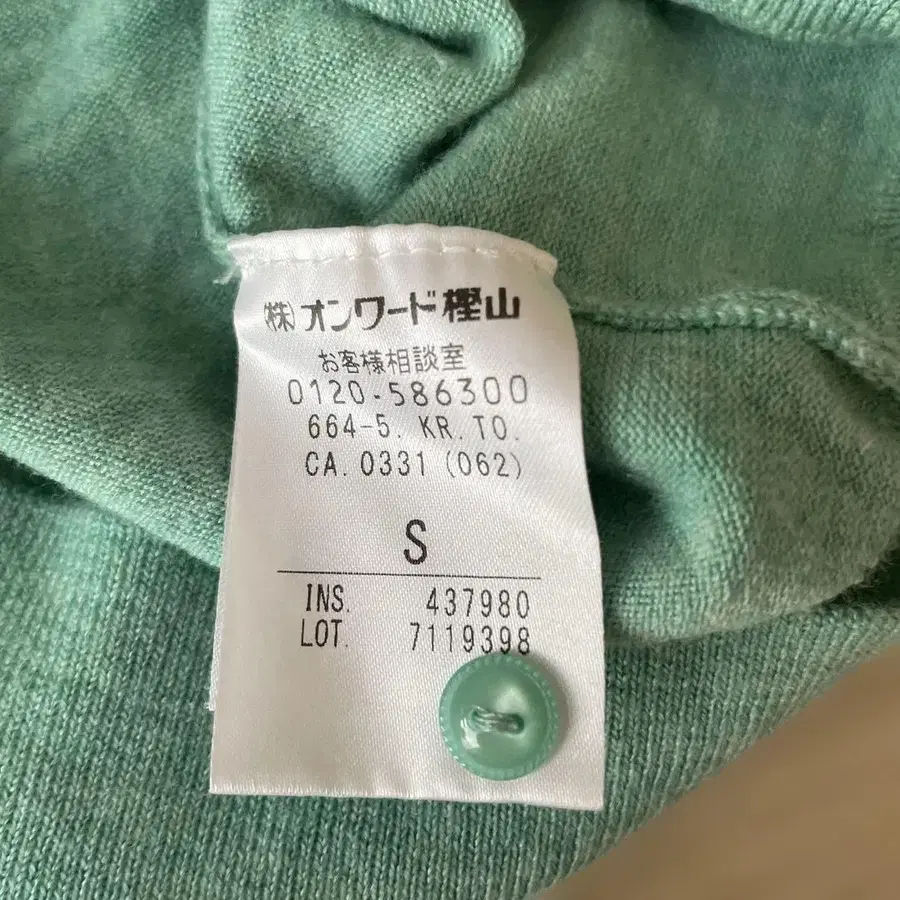 ㈱オンワード樫山
お客様相談室
0120-586300
664-5. KR. TO.
CA. 0331 (062)
S
INS. 437980
LOT. 7119398